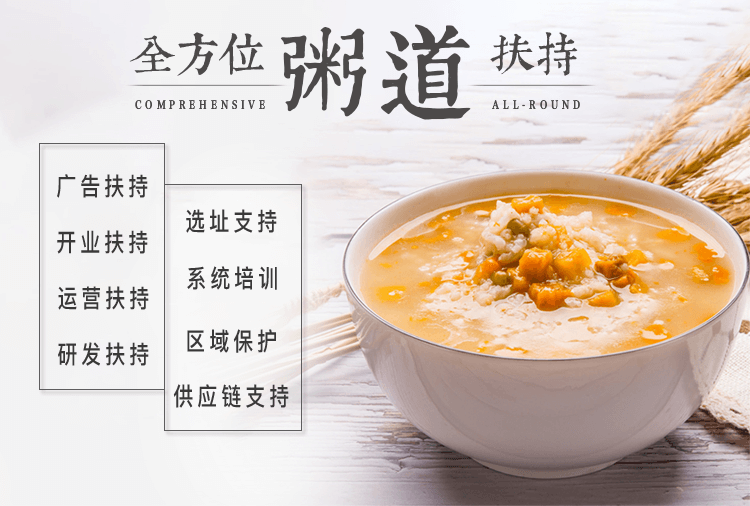 全方位 粥道 扶持
COMPREHENSIVE ALL-ROUND
广告扶持
开业扶持
运营扶持
研发扶持
选址支持
系统培训
区域保护
供应链支持